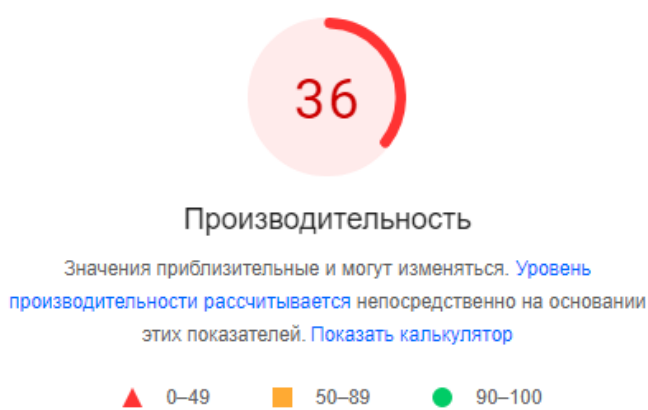 36
Производительность
Значения приблизительные и могут изменяться. Уровень
производительности рассчитывается непосредственно на основании
этих показателей. Показать калькулятор
0–49 50–89 90–100